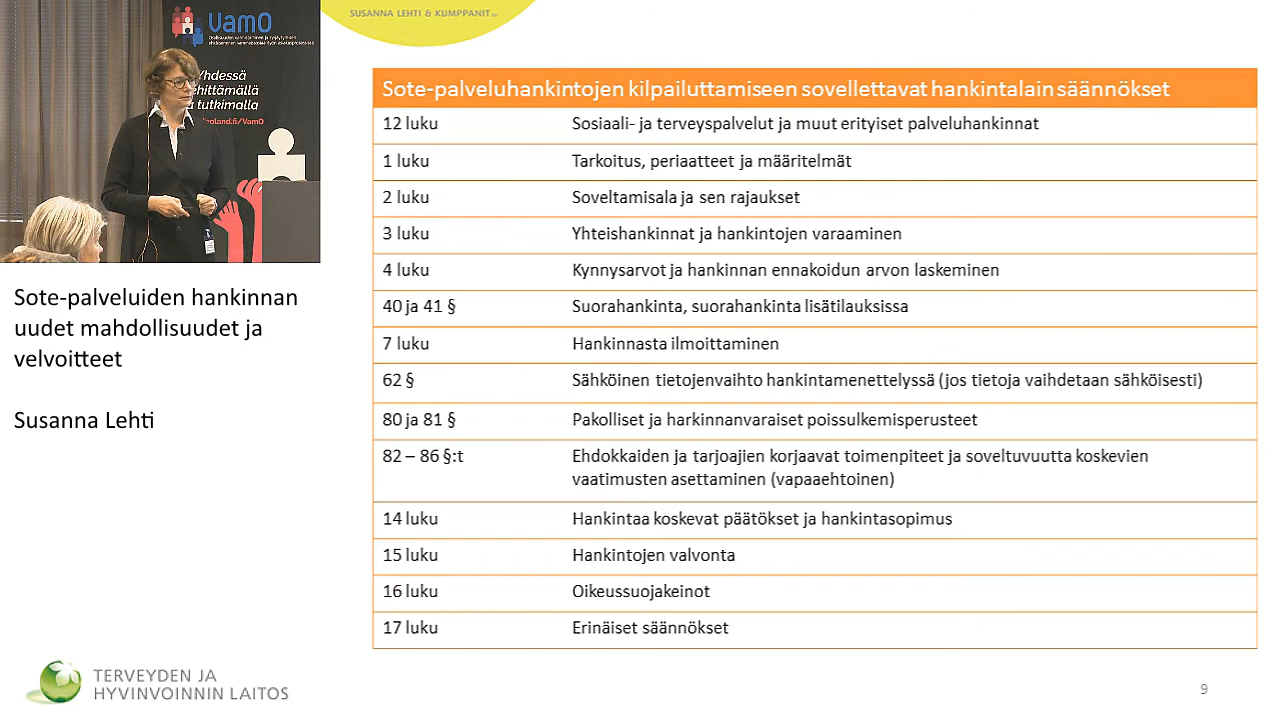 SUSANNA LEHTI & KUMPPANIT
VamO
Yhdessä
kehittämällä
tutkimalla
Sote-palveluiden hankinnan
uudet mahdollisuudet ja
velvoitteet
Susanna Lehti
Sote-palveluhankintojen kilpailuttamiseen sovellettavat hankintalain säännökset
12 luku Sosiaali- ja terveyspalvelut ja muut erityiset palveluhankinnat
1 luku Tarkoitus, periaatteet ja määritelmät
2 luku Soveltamisala ja sen rajaukset
3 luku Yhteishankinnat ja hankintojen varaaminen
4 luku Kynnysarvot ja hankinnan ennakoidun arvon laskeminen
40 ja 41 § Suorahankinta, suorahankinta lisätilauksissa
7 luku Hankinnasta ilmoittaminen
62 § Sähköinen tietojenvaihto hankintamenettelyssä (jos tietoja vaihdetaan sähköisesti)
80 ja 81 § Pakolliset ja harkinnanvaraiset poissulkemisperusteet
82 – 86 §:t Ehdokkaiden ja tarjoajien korjaavat toimenpiteet ja soveltuvuutta koskevien
vaatimusten asettaminen (vapaaehtoinen)
14 luku Hankintaa koskevat päätökset ja hankintasopimus
15 luku Hankintojen valvonta
16 luku Oikeussuojakeinot
17 luku Erinäiset säännökset
TERVEYDEN JA
HYVINVOINNIN LAITOS
9